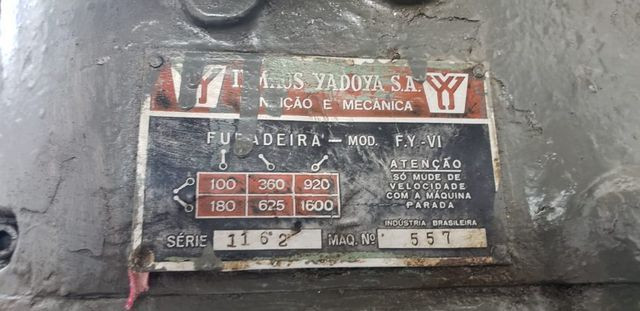 YADOYA S.A.
E MECÂNICA
FURADEIRA - MOD. F.Y-VI
100 360 920
180 625 1600
ATENÇÃO
SÓ MUDE DE
VELOCIDADE
COM A MÁQUINA
PARADA
INDÚSTRIA BRASILEIRA
SÉRIE 1162 MAQ. Nº 557